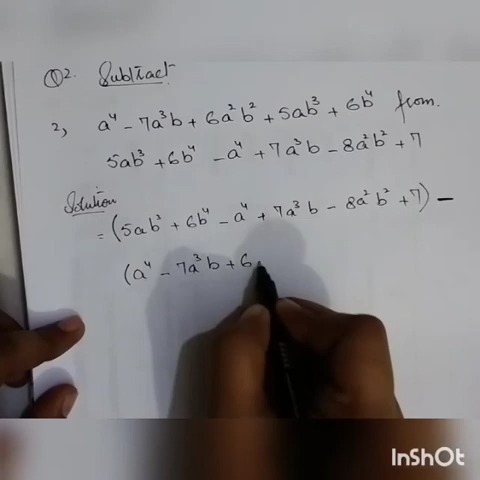 Q2. Subtract
2, a⁴ - 7a³b + 6a²b² + 5ab³ + 6b⁴ from.
5ab³ + 6b⁴ - a⁴ + 7a³b - 8a²b² + 7
Solution
= (5ab² + 6b⁴ - a⁴ + 7a³b - 8a²b² + 7) -
(a⁴ - 7a³b + 6
InShOt